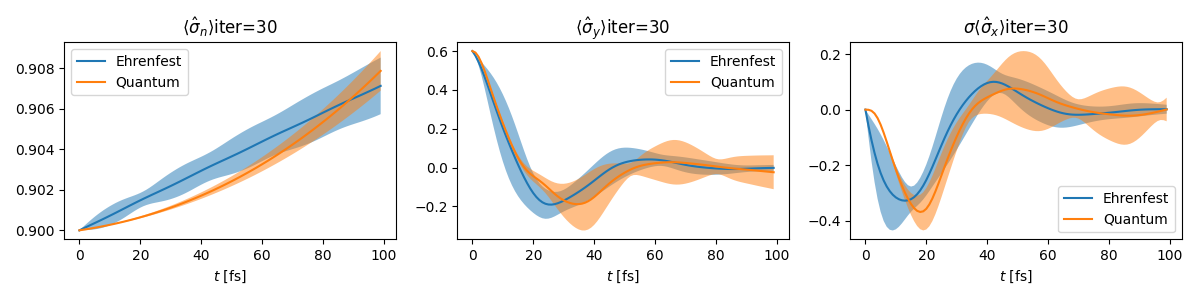 ⟨σ̂ₙ⟩iter=30
0.908
0.906
0.904
0.902
0.900
Ehrenfest
Quantum
0 20 40 60 80 100
t [fs]
⟨σ̂_y⟩iter=30
0.6
0.4
0.2
0.0
−0.2
Ehrenfest
Quantum
0 20 40 60 80 100
t [fs]
σ⟨σ̂ₓ⟩iter=30
0.2
0.0
−0.2
−0.4
Ehrenfest
Quantum
0 20 40 60 80 100
t [fs]